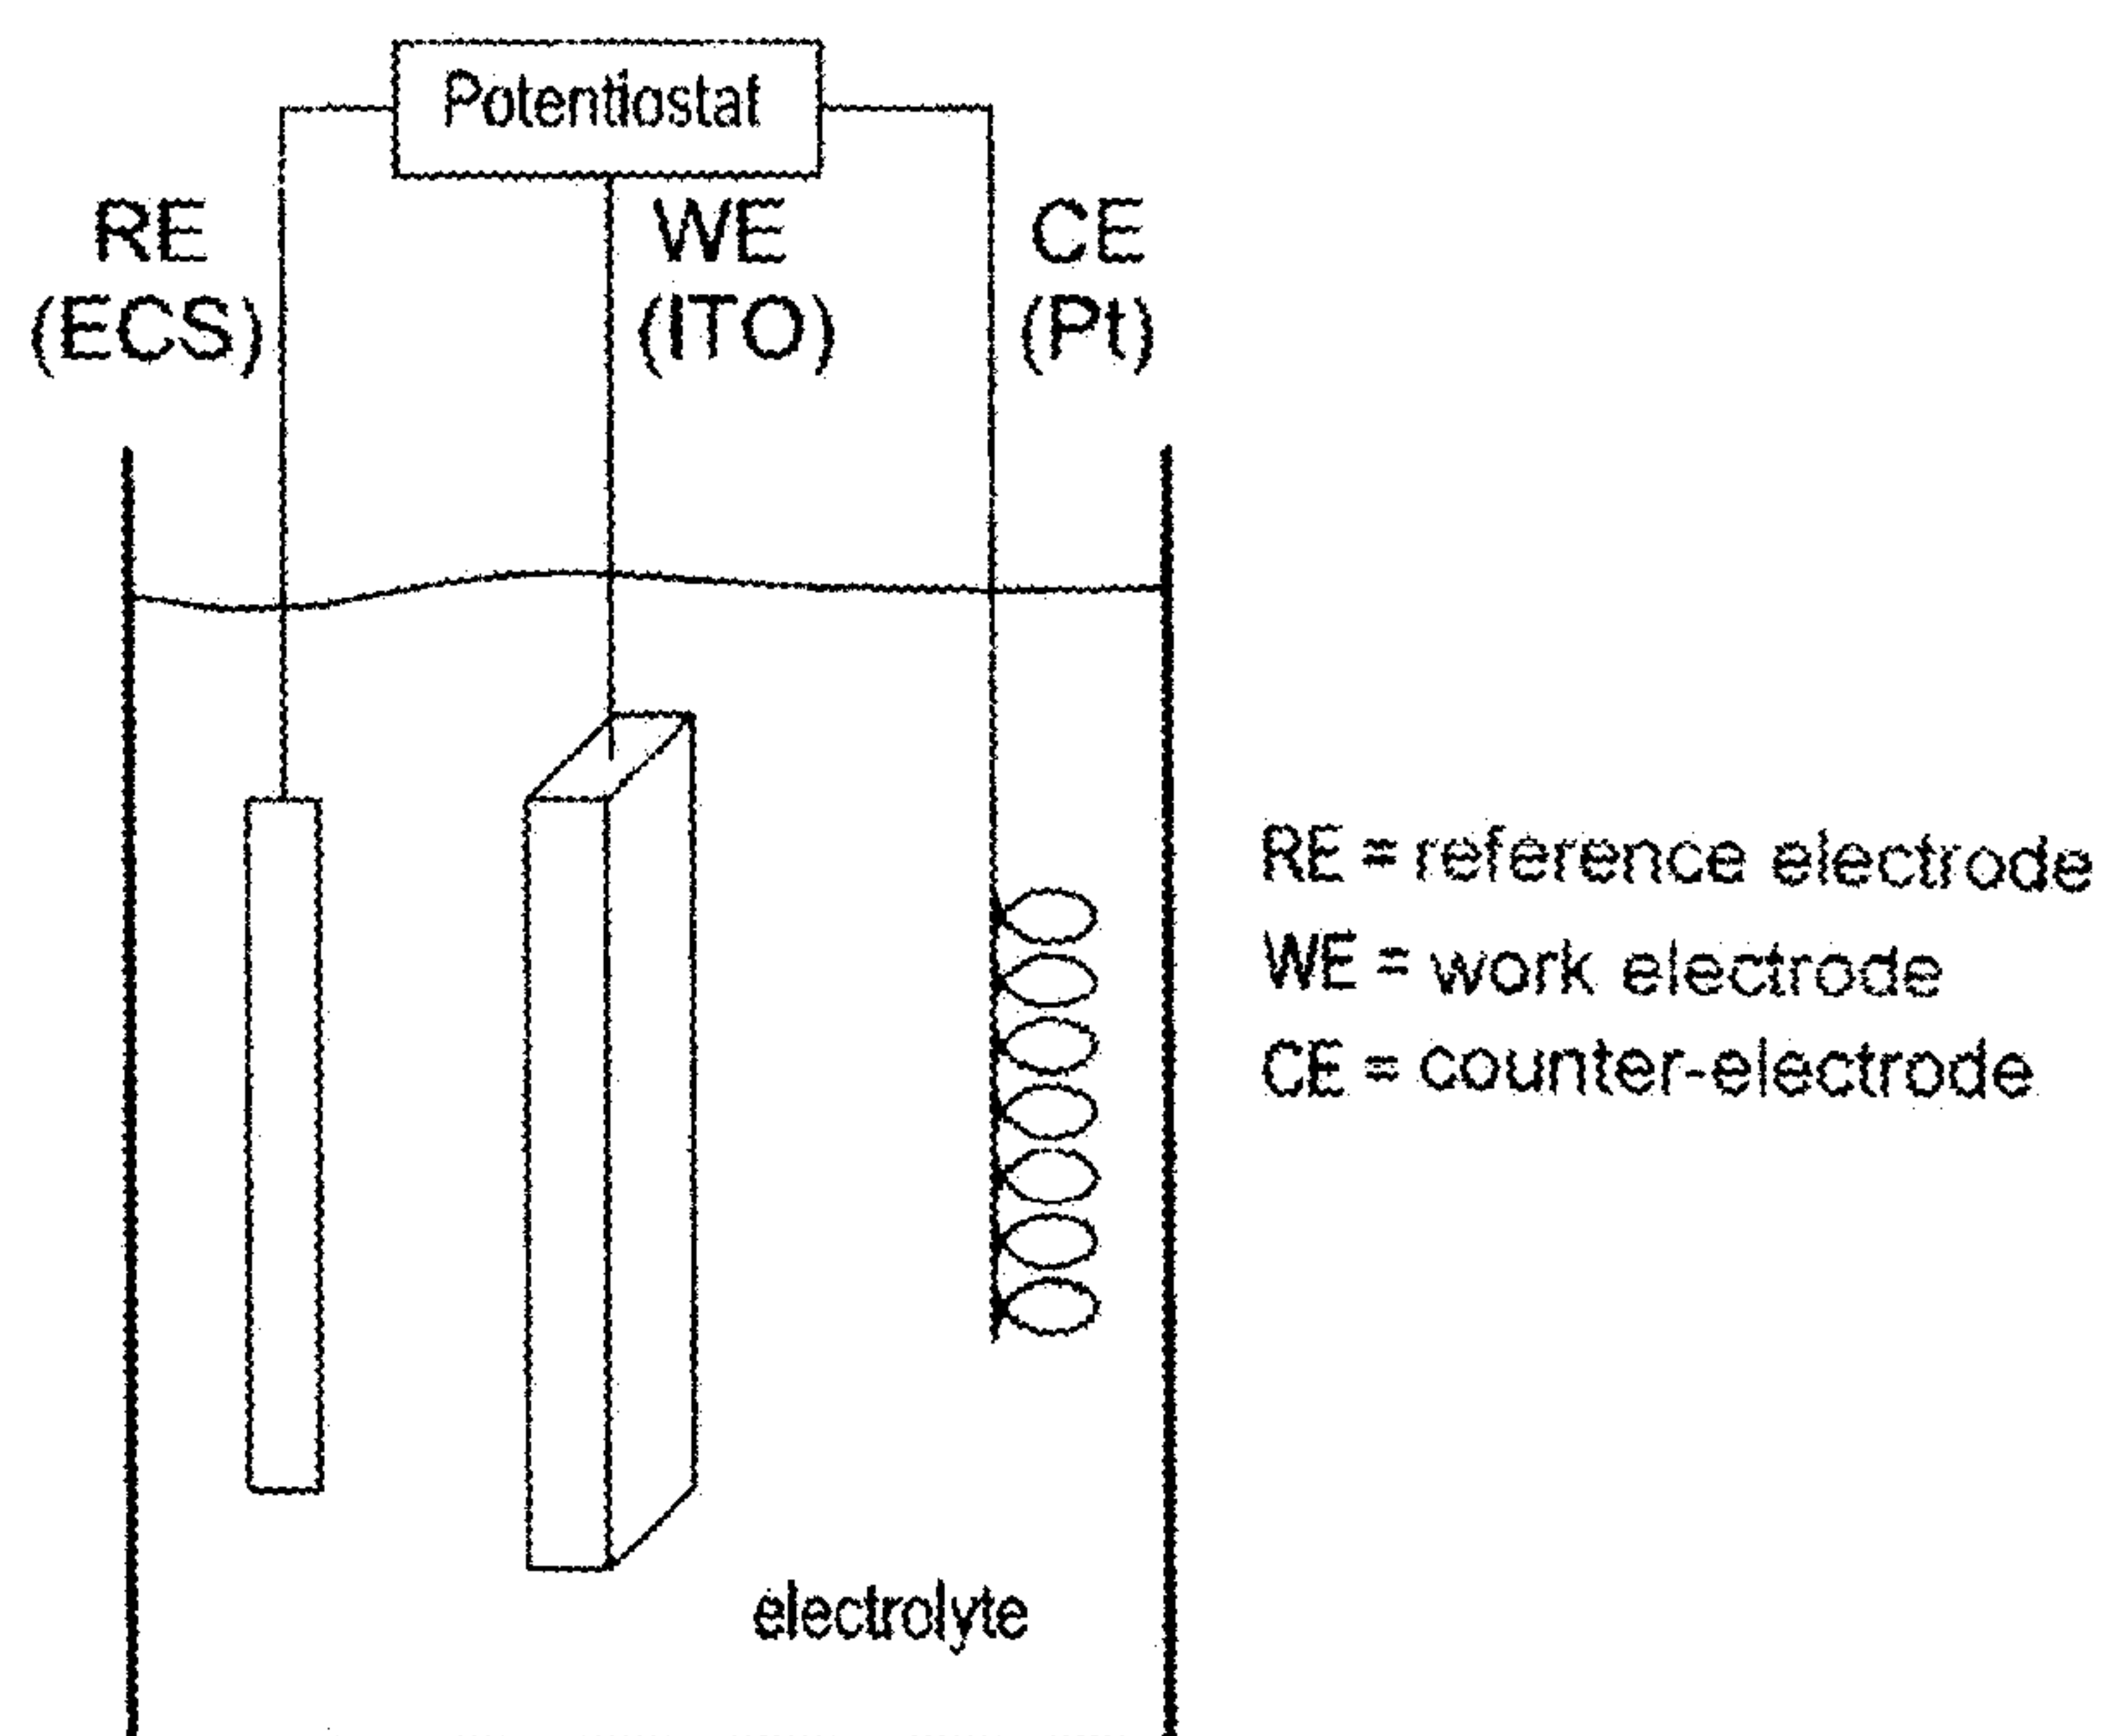 Potentiostat
RE
(ECS)
WE
(ITO)
CE
(Pt)
RE = reference electrode
WE = work electrode
CE = counter-electrode
electrolyte